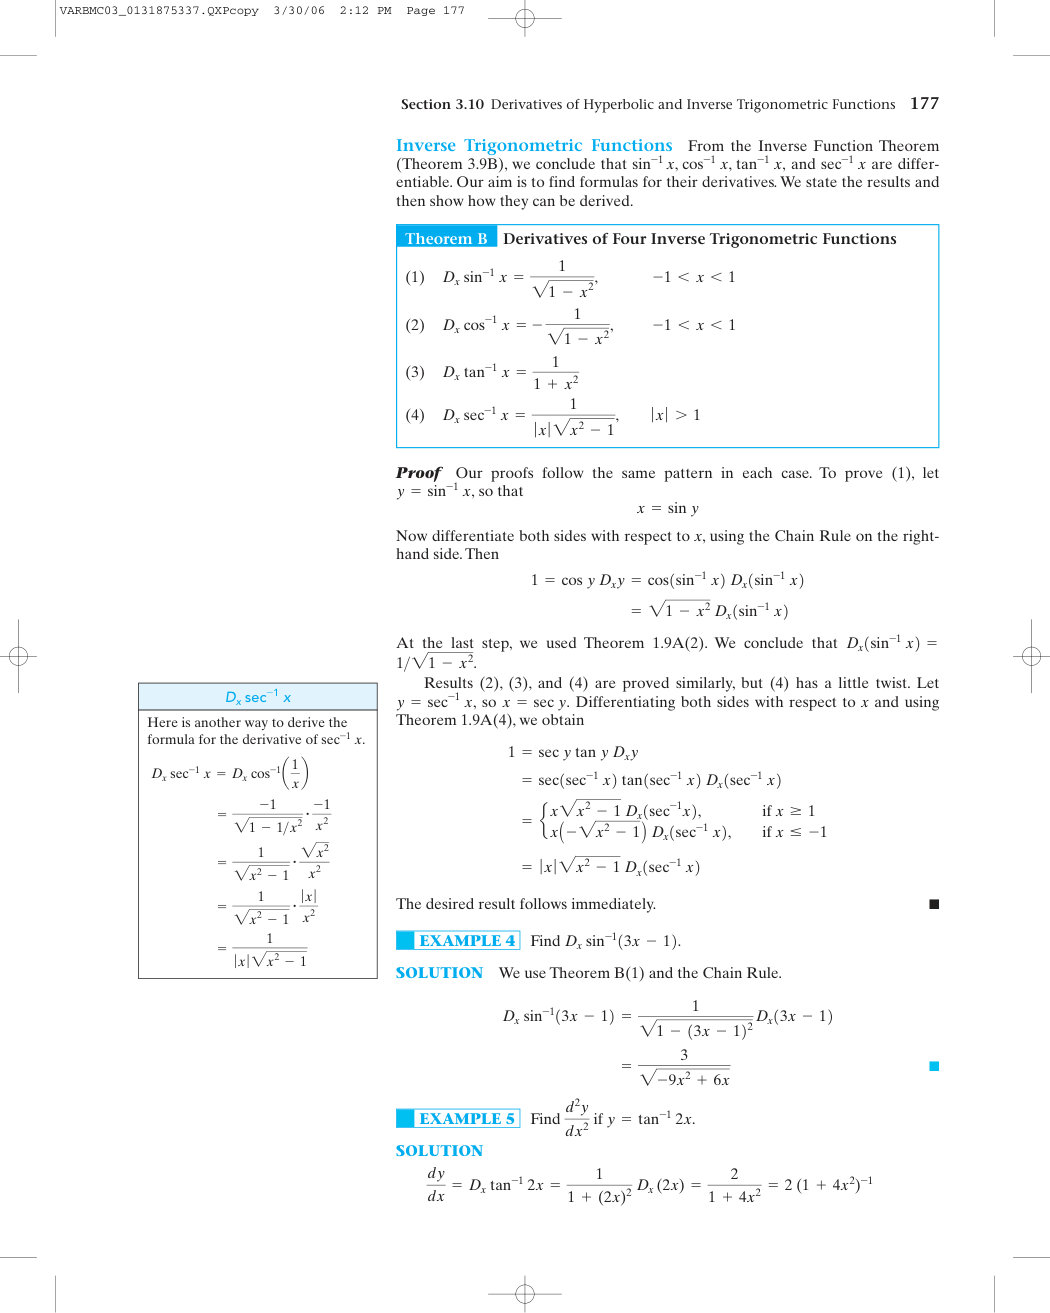 VARBMC03_0131875337.QXPcopy 3/30/06 2:12 PM Page 177
Section 3.10 Derivatives of Hyperbolic and Inverse Trigonometric Functions 177
Inverse Trigonometric Functions From the Inverse Function Theorem
(Theorem 3.9B), we conclude that sin⁻¹ x, cos⁻¹ x, tan⁻¹ x, and sec⁻¹ x are differ-
entiable. Our aim is to find formulas for their derivatives. We state the results and
then show how they can be derived.
Theorem B Derivatives of Four Inverse Trigonometric Functions
(1) Dₓ sin⁻¹ x = 1/√(1 − x²), −1 < x < 1
(2) Dₓ cos⁻¹ x = −1/√(1 − x²), −1 < x < 1
(3) Dₓ tan⁻¹ x = 1/(1 + x²)
(4) Dₓ sec⁻¹ x = 1/(|x|√(x² − 1)), |x| > 1
Proof Our proofs follow the same pattern in each case. To prove (1), let
y = sin⁻¹ x, so that
x = sin y
Now differentiate both sides with respect to x, using the Chain Rule on the right-
hand side. Then
1 = cos y Dₓy = cos(sin⁻¹ x) Dₓ(sin⁻¹ x)
= √(1 − x²) Dₓ(sin⁻¹ x)
At the last step, we used Theorem 1.9A(2). We conclude that Dₓ(sin⁻¹ x) =
1/√(1 − x²).
Results (2), (3), and (4) are proved similarly, but (4) has a little twist. Let
y = sec⁻¹ x, so x = sec y. Differentiating both sides with respect to x and using
Theorem 1.9A(4), we obtain
1 = sec y tan y Dₓy
= sec(sec⁻¹ x) tan(sec⁻¹ x) Dₓ(sec⁻¹ x)
= { x√(x² − 1) Dₓ(sec⁻¹x), if x ≥ 1
x(−√(x² − 1)) Dₓ(sec⁻¹ x), if x ≤ −1
= |x|√(x² − 1) Dₓ(sec⁻¹ x)
The desired result follows immediately. ■
Dₓ sec⁻¹ x
Here is another way to derive the
formula for the derivative of sec⁻¹ x.
Dₓ sec⁻¹ x = Dₓ cos⁻¹(1/x)
= −1/√(1 − 1/x²) · −1/x²
= 1/√(x² − 1) · √(x²)/x²
= 1/√(x² − 1) · |x|/x²
= 1/(|x|√(x² − 1))
EXAMPLE 4 Find Dₓ sin⁻¹(3x − 1).
SOLUTION We use Theorem B(1) and the Chain Rule.
Dₓ sin⁻¹(3x − 1) = 1/√(1 − (3x − 1)²) Dₓ(3x − 1)
= 3/√(−9x² + 6x) ■
EXAMPLE 5 Find d²y/dx² if y = tan⁻¹ 2x.
SOLUTION
dy/dx = Dₓ tan⁻¹ 2x = 1/(1 + (2x)²) Dₓ (2x) = 2/(1 + 4x²) = 2 (1 + 4x²)⁻¹